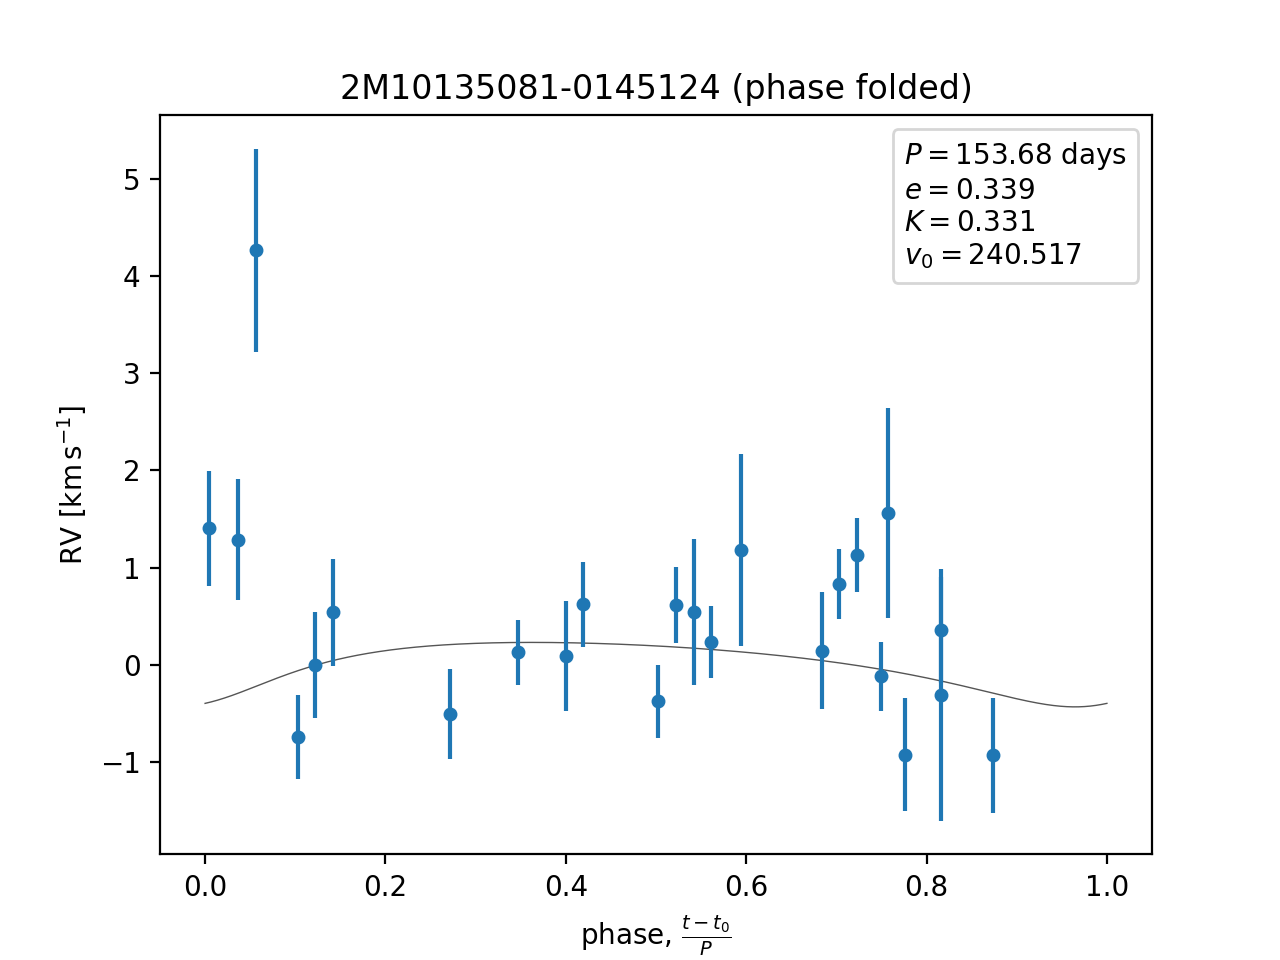 2M10135081-0145124 (phase folded)
P = 153.68 days
e = 0.339
K = 0.331
v₀ = 240.517
5
4
3
2
1
0
−1
RV [km s⁻¹]
0.0 0.2 0.4 0.6 0.8 1.0
phase, (t − t₀)/P